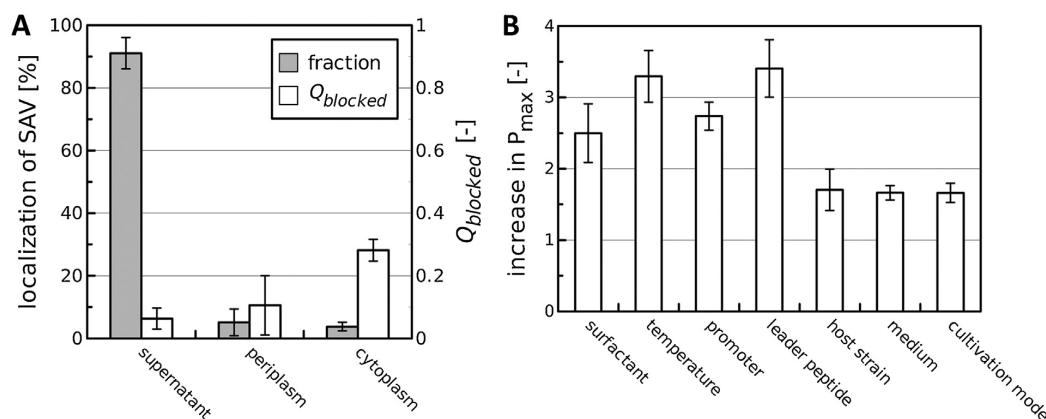 A
100
80
60
40
20
0
localization of SAV [%]
fraction
Q_blocked
1
0.8
0.6
0.4
0.2
0
Q_blocked [-]
supernatant
periplasm
cytoplasm
B
4
3
2
1
0
increase in P_max [-]
surfactant
temperature
promoter
leader peptide
host strain
medium
cultivation mode